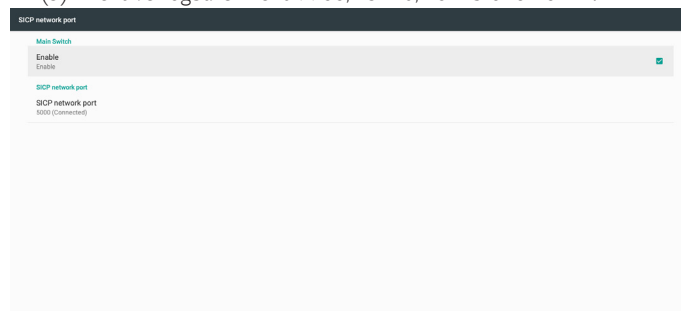 SICP network port
Main Switch
Enable
Enable
SICP network port
SICP network port
5000 (Connected)